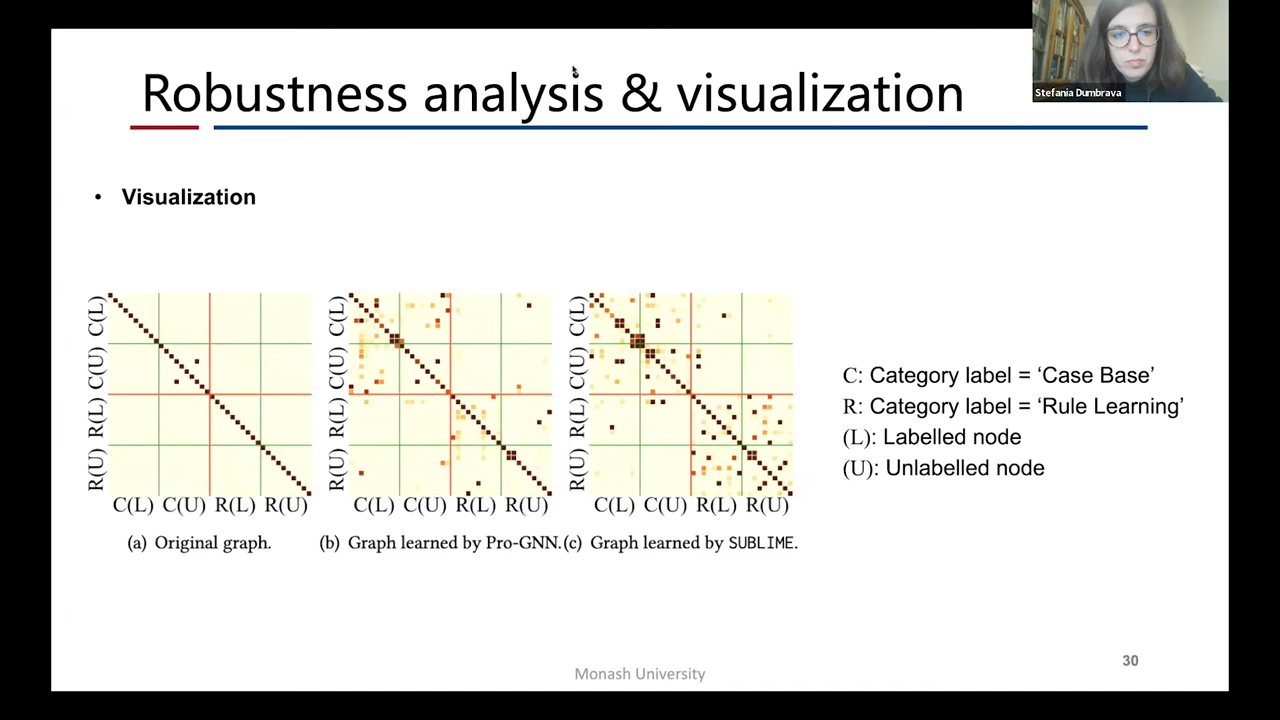 Robustness analysis & visualization
Stefania Dumbrava
• Visualization
R(U) R(L) C(U) C(L)
R(U) R(L) C(U) C(L)
R(U) R(L) C(U) C(L)
C(L) C(U) R(L) R(U)
C(L) C(U) R(L) R(U)
C(L) C(U) R(L) R(U)
(a) Original graph.
(b) Graph learned by Pro-GNN.
(c) Graph learned by SUBLIME.
C: Category label = ‘Case Base’
R: Category label = ‘Rule Learning’
(L): Labelled node
(U): Unlabelled node
30
Monash University